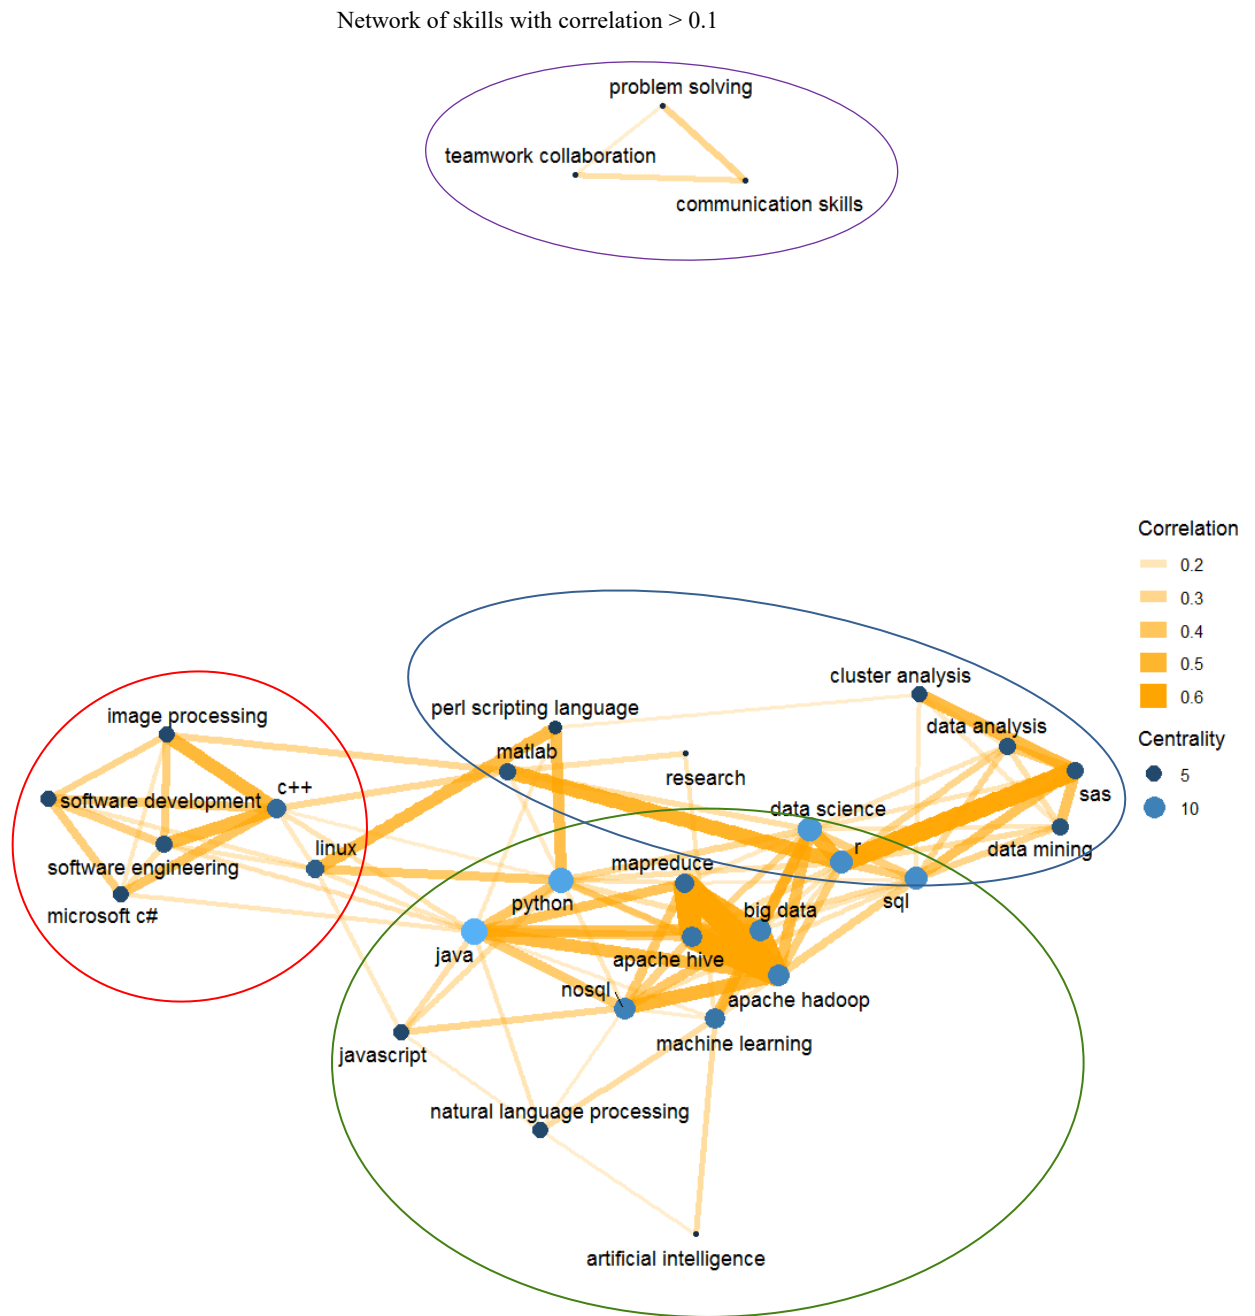 Network of skills with correlation > 0.1
problem solving
teamwork collaboration
communication skills
Correlation
0.2
0.3
0.4
0.5
0.6
Centrality
5
10
cluster analysis
perl scripting language
image processing
data analysis
matlab
research
c++
sas
software development
data science
linux
r
data mining
mapreduce
software engineering
python
sql
big data
microsoft c#
java
apache hive
nosql
apache hadoop
machine learning
javascript
natural language processing
artificial intelligence